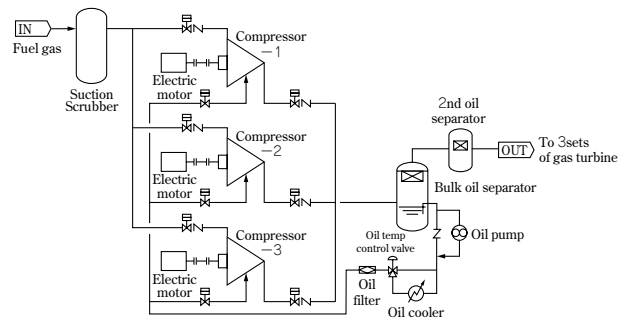 IN
Fuel gas
Suction
Scrubber
Compressor
-1
Electric
motor
Compressor
-2
Electric
motor
Compressor
-3
Electric
motor
2nd oil
separator
OUT
To 3sets
of gas turbine
Bulk oil separator
Oil temp
control valve
Oil pump
Oil
filter
Oil cooler